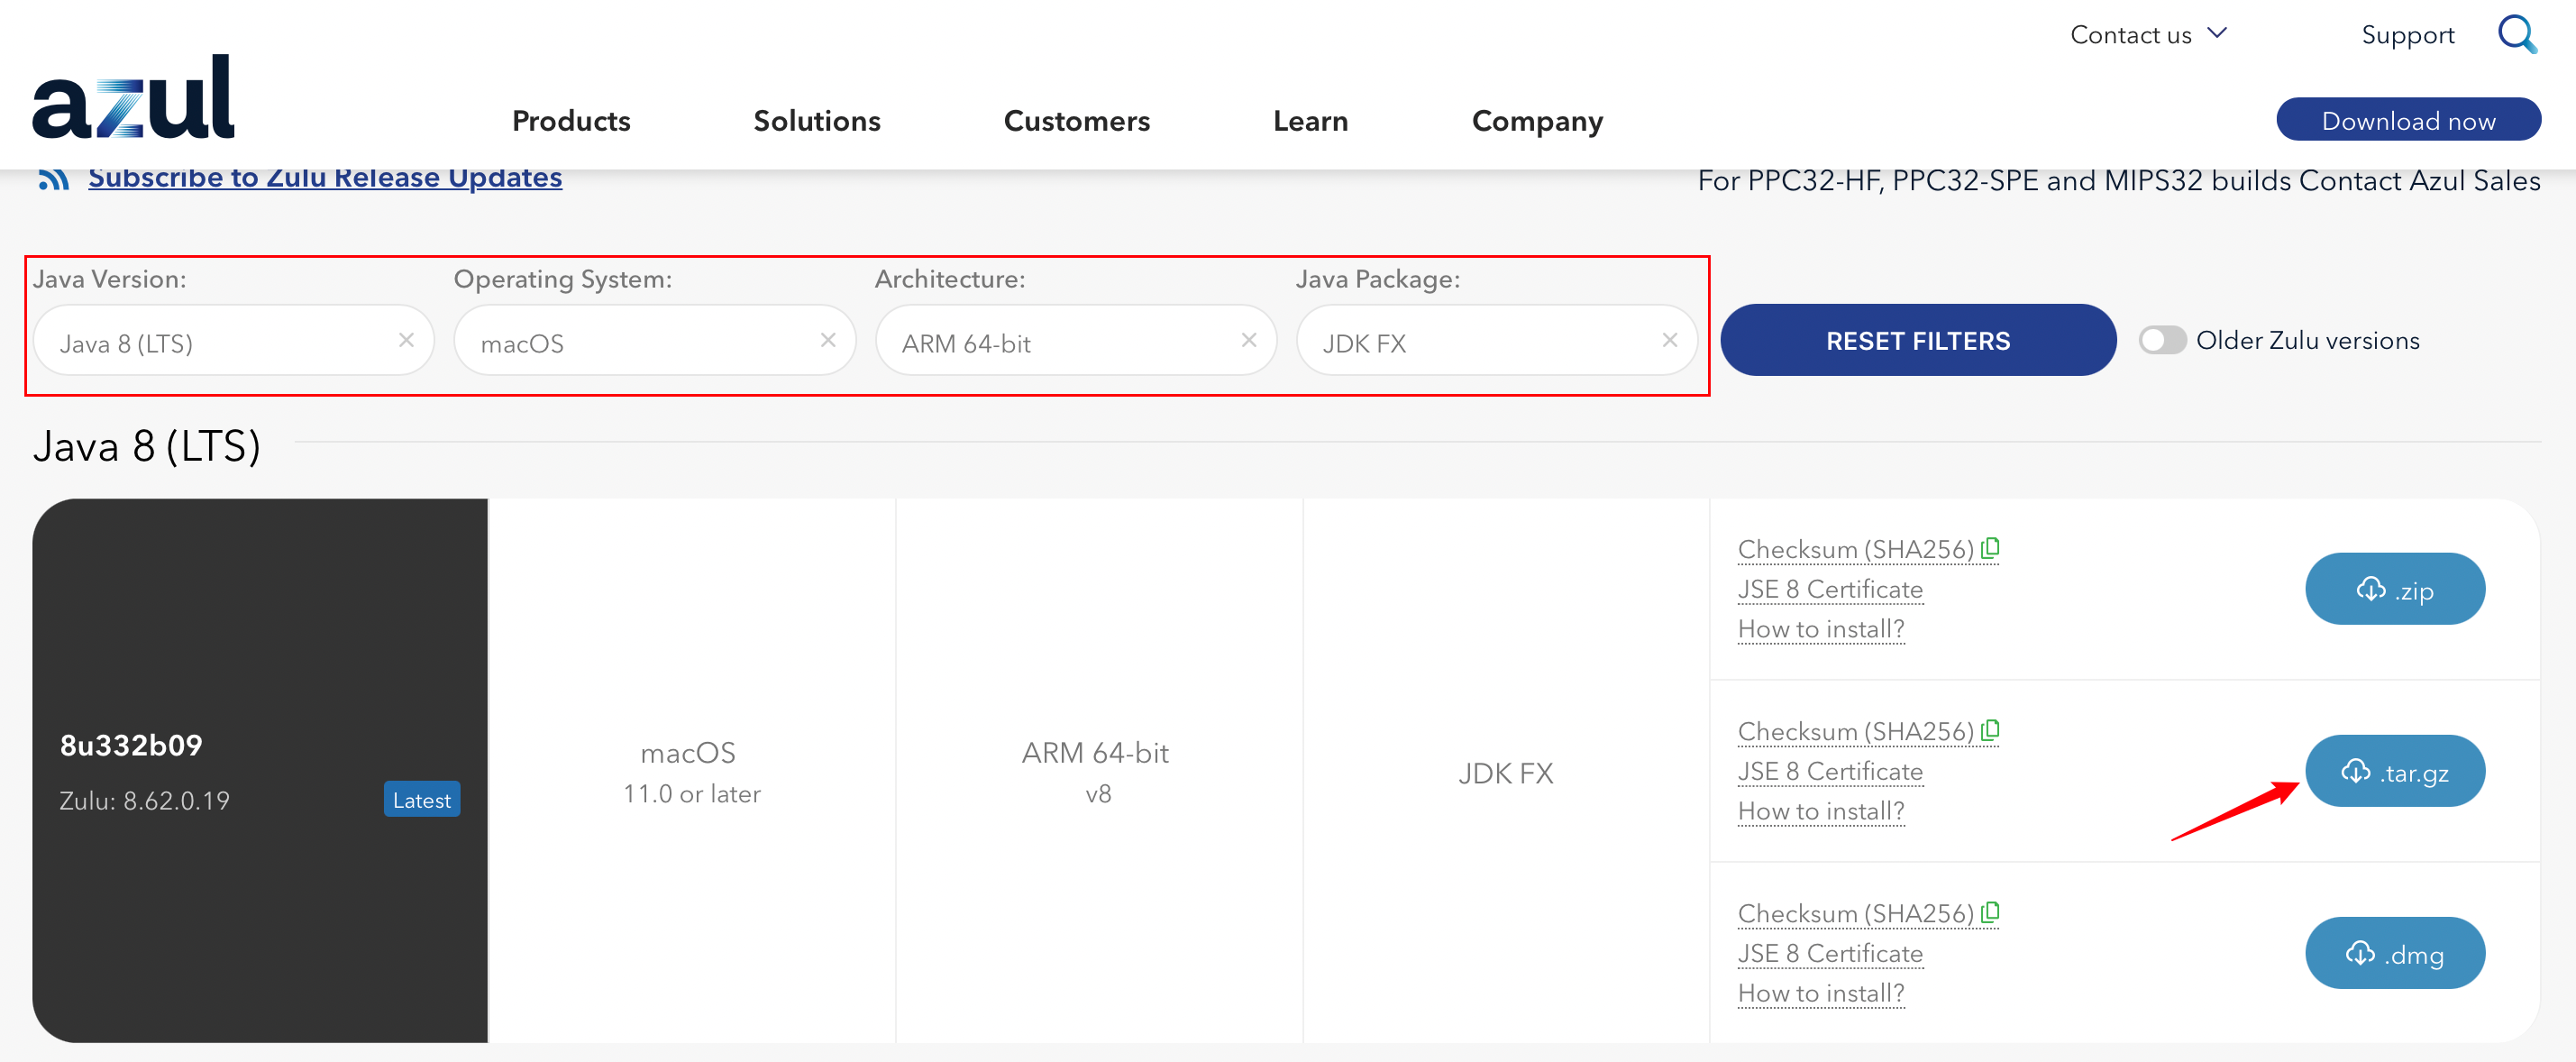 Contact us
Support
azul
Products
Solutions
Customers
Learn
Company
Download now
Subscribe to Zulu Release Updates
For PPC32-HF, PPC32-SPE and MIPS32 builds Contact Azul Sales
Java Version:
Operating System:
Architecture:
Java Package:
Java 8 (LTS)
macOS
ARM 64-bit
JDK FX
RESET FILTERS
Older Zulu versions
Java 8 (LTS)
8u332b09
Zulu: 8.62.0.19
Latest
macOS
11.0 or later
ARM 64-bit
v8
JDK FX
Checksum (SHA256)
JSE 8 Certificate
How to install?
.zip
Checksum (SHA256)
JSE 8 Certificate
How to install?
.tar.gz
Checksum (SHA256)
JSE 8 Certificate
How to install?
.dmg